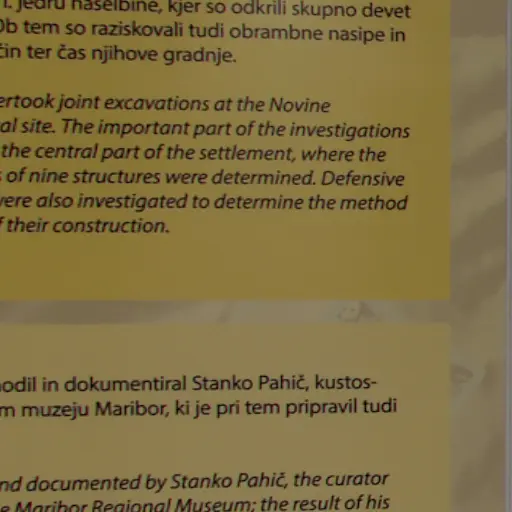 jedru naselbine, kjer so odkrili skupno devet
Ob tem so raziskovali tudi obrambne nasipe in
čin ter čas njihove gradnje.
ertook joint excavations at the Novine
al site. The important part of the investigations
the central part of the settlement, where the
of nine structures were determined. Defensive
were also investigated to determine the method
f their construction.
odil in dokumentiral Stanko Pahič, kustos-
m muzeju Maribor, ki je pri tem pripravil tudi
nd documented by Stanko Pahič, the curator
e Maribor Regional Museum; the result of his